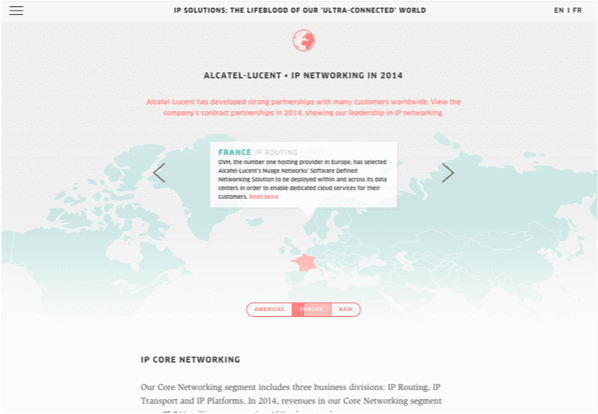 IP SOLUTIONS: THE LIFEBLOOD OF OUR 'ULTRA-CONNECTED' WORLD
EN I FR
ALCATEL-LUCENT • IP NETWORKING IN 2014
Alcatel-Lucent has developed strong partnerships with many customers worldwide. View the
company's contract partnerships in 2014, showing our leadership in IP networking.
FRANCE IP ROUTING
OVH, the number one hosting provider in Europe, has selected
Alcatel-Lucent's Nuage Networks' Software Defined
Networking Solution to be deployed within and across its data
centers in order to enable dedicated cloud services for their
customers. Read More.
AMERICAS EUROPE ASIA
IP CORE NETWORKING
Our Core Networking segment includes three business divisions: IP Routing, IP
Transport and IP Platforms. In 2014, revenues in our Core Networking segment